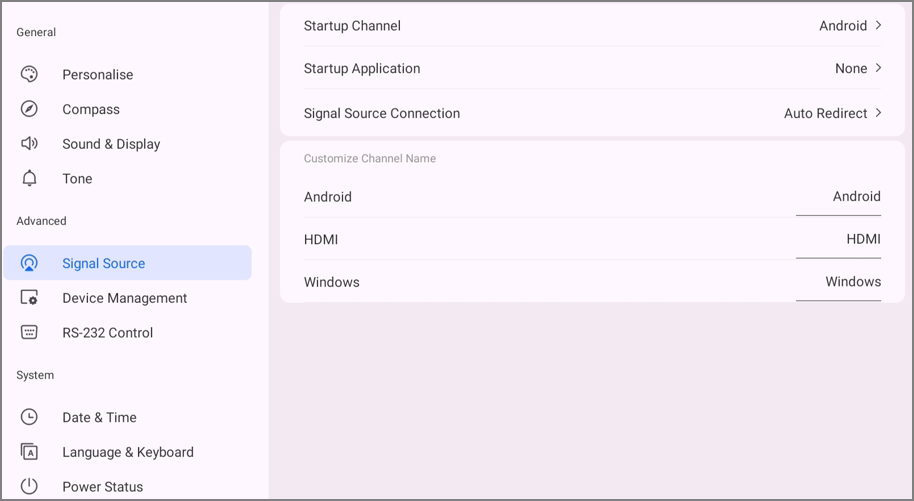 General
Personalise
Compass
Sound & Display
Tone
Advanced
Signal Source
Device Management
RS-232 Control
System
Date & Time
Language & Keyboard
Power Status
Startup Channel Android
Startup Application None
Signal Source Connection Auto Redirect
Customize Channel Name
Android Android
HDMI HDMI
Windows Windows